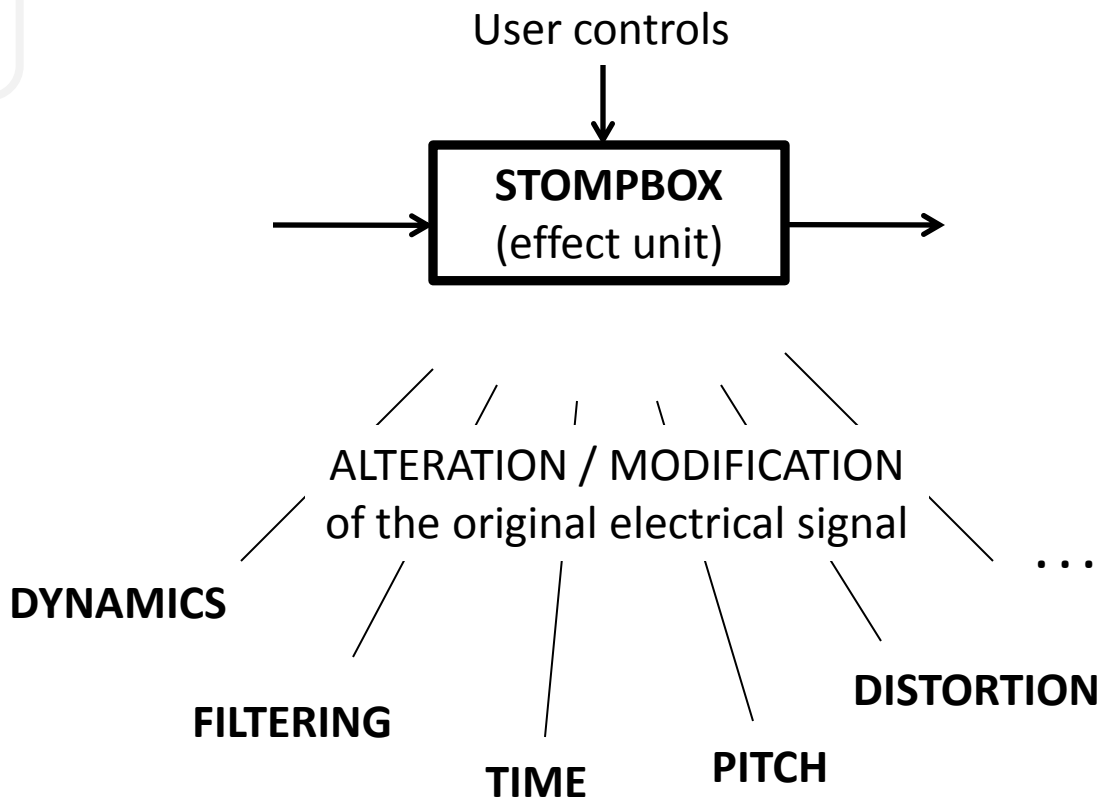 User controls
STOMPBOX
(effect unit)
ALTERATION / MODIFICATION
of the original electrical signal
...
DYNAMICS
DISTORTION
FILTERING
PITCH
TIME